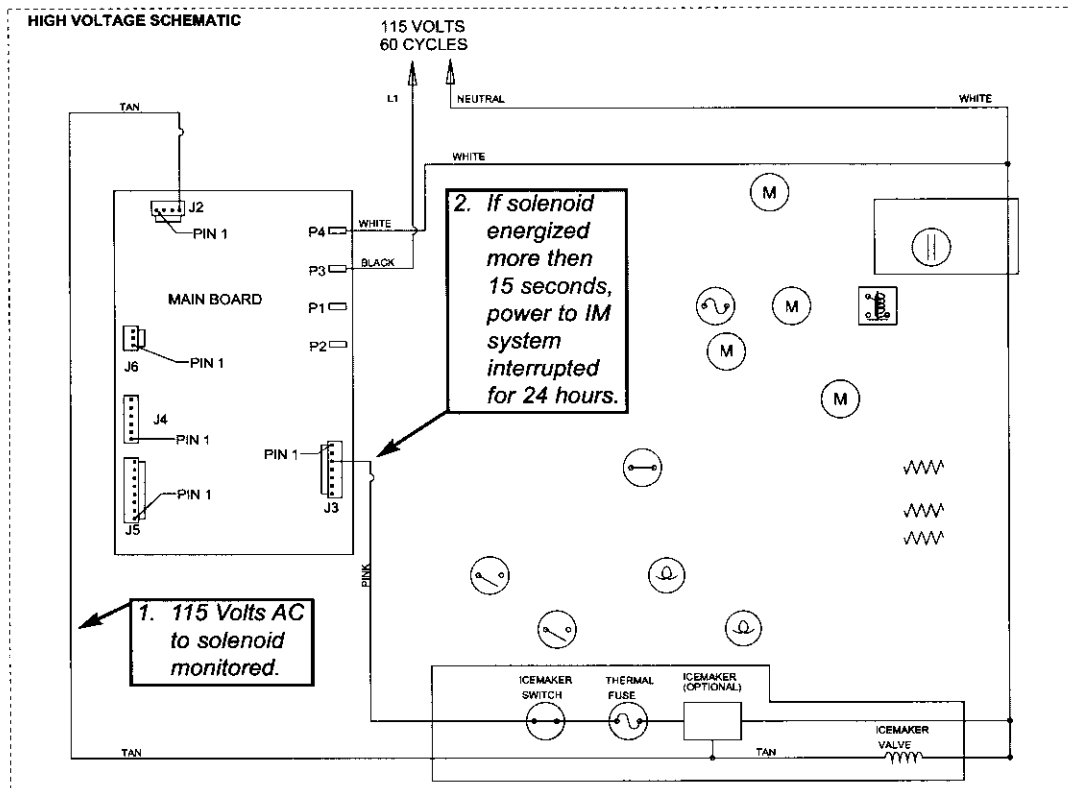 HIGH VOLTAGE SCHEMATIC
115 VOLTS
60 CYCLES
L1
NEUTRAL
WHITE
TAN
WHITE
J2
PIN 1
P4
WHITE
P3
BLACK
MAIN BOARD
P1
P2
J6
PIN 1
J4
PIN 1
PIN 1
J3
PIN 1
J5
2. If solenoid
energized
more then
15 seconds,
power to IM
system
interrupted
for 24 hours.
M
M
M
M
PINK
1. 115 Volts AC
to solenoid
monitored.
ICEMAKER
SWITCH
THERMAL
FUSE
ICEMAKER
(OPTIONAL)
ICEMAKER
VALVE
TAN
TAN